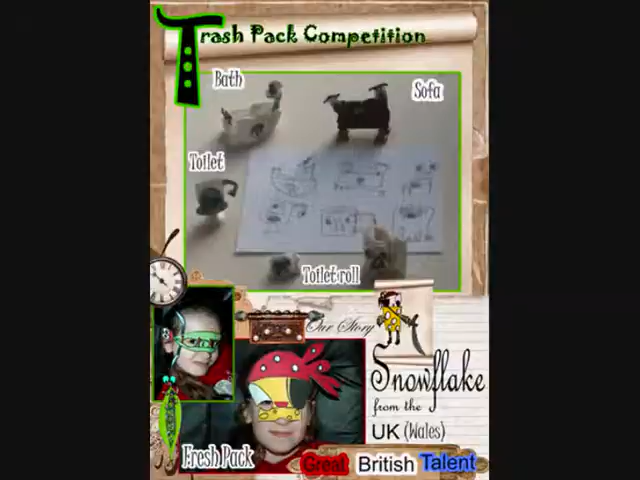 Trash Pack Competition
Bath
Sofa
Toilet
Toilet roll
Our Story
Snowflake
from the
UK (Wales)
Fresh Pack
Great British Talent